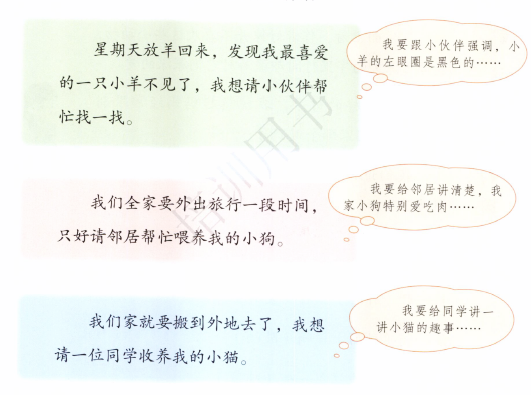 星期天放羊回来，发现我最喜爱
的一只小羊不见了，我想请小伙伴帮
忙找一找。
我要跟小伙伴强调，小
羊的左眼圈是黑色的……
我们全家要外出旅行一段时间，
只好请邻居帮忙喂养我的小狗。
我要给邻居讲清楚，我
家小狗特别爱吃肉……
我们家就要搬到外地去了，我想
请一位同学收养我的小猫。
我要给同学讲一
讲小猫的趣事……
培训用书